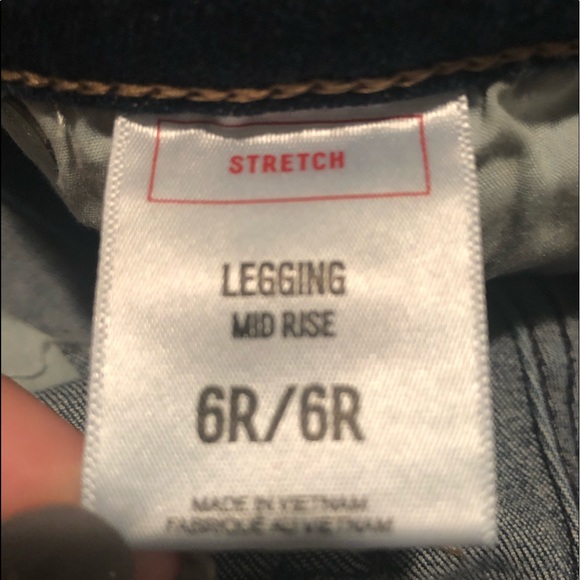 STRETCH
LEGGING
MID RISE
6R/6R
MADE IN VIETNAM
FABRIQUÉ AU VIETNAM